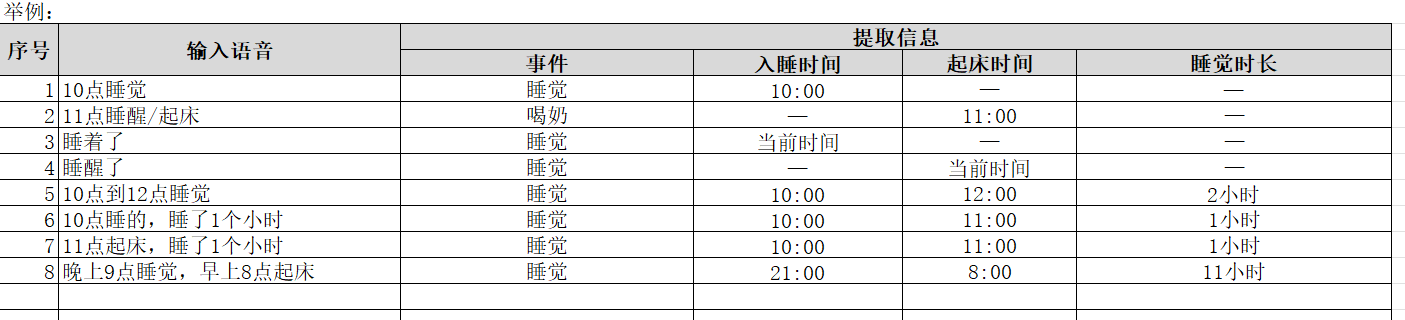 举例：
序号 输入语音 提取信息
事件 入睡时间 起床时间 睡觉时长
1 10点睡觉 睡觉 10:00 — —
2 11点睡醒/起床 喝奶 — 11:00 —
3 睡着了 睡觉 当前时间 — —
4 睡醒了 睡觉 — 当前时间 —
5 10点到12点睡觉 睡觉 10:00 12:00 2小时
6 10点睡的，睡了1个小时 睡觉 10:00 11:00 1小时
7 11点起床，睡了1个小时 睡觉 10:00 11:00 1小时
8 晚上9点睡觉，早上8点起床 睡觉 21:00 8:00 11小时